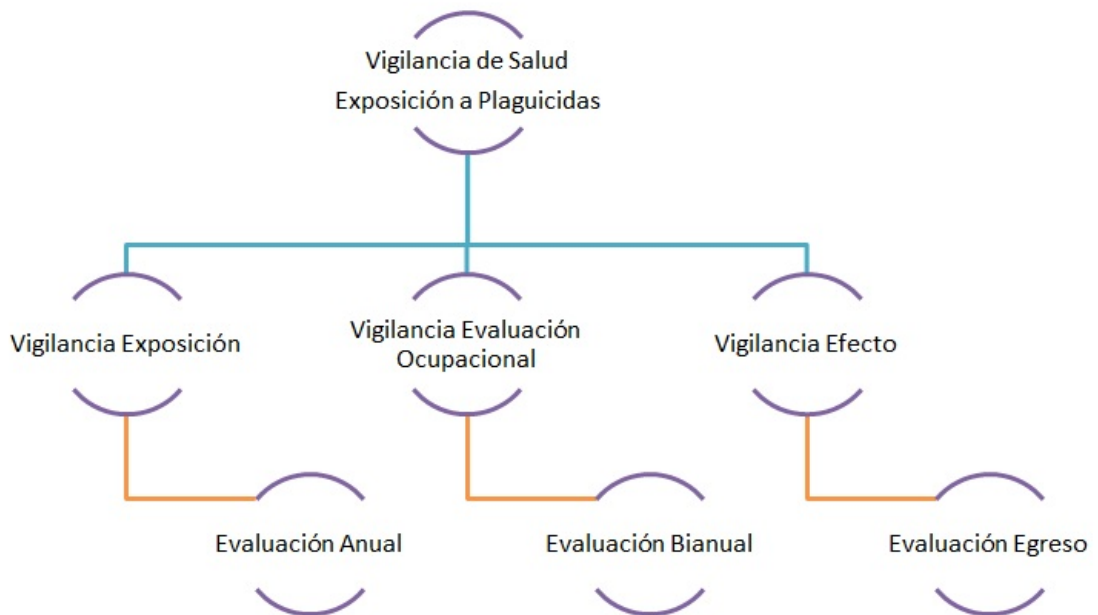 Vigilancia de Salud
Exposición a Plaguicidas
Vigilancia Exposición
Vigilancia Evaluación
Ocupacional
Vigilancia Efecto
Evaluación Anual
Evaluación Bianual
Evaluación Egreso